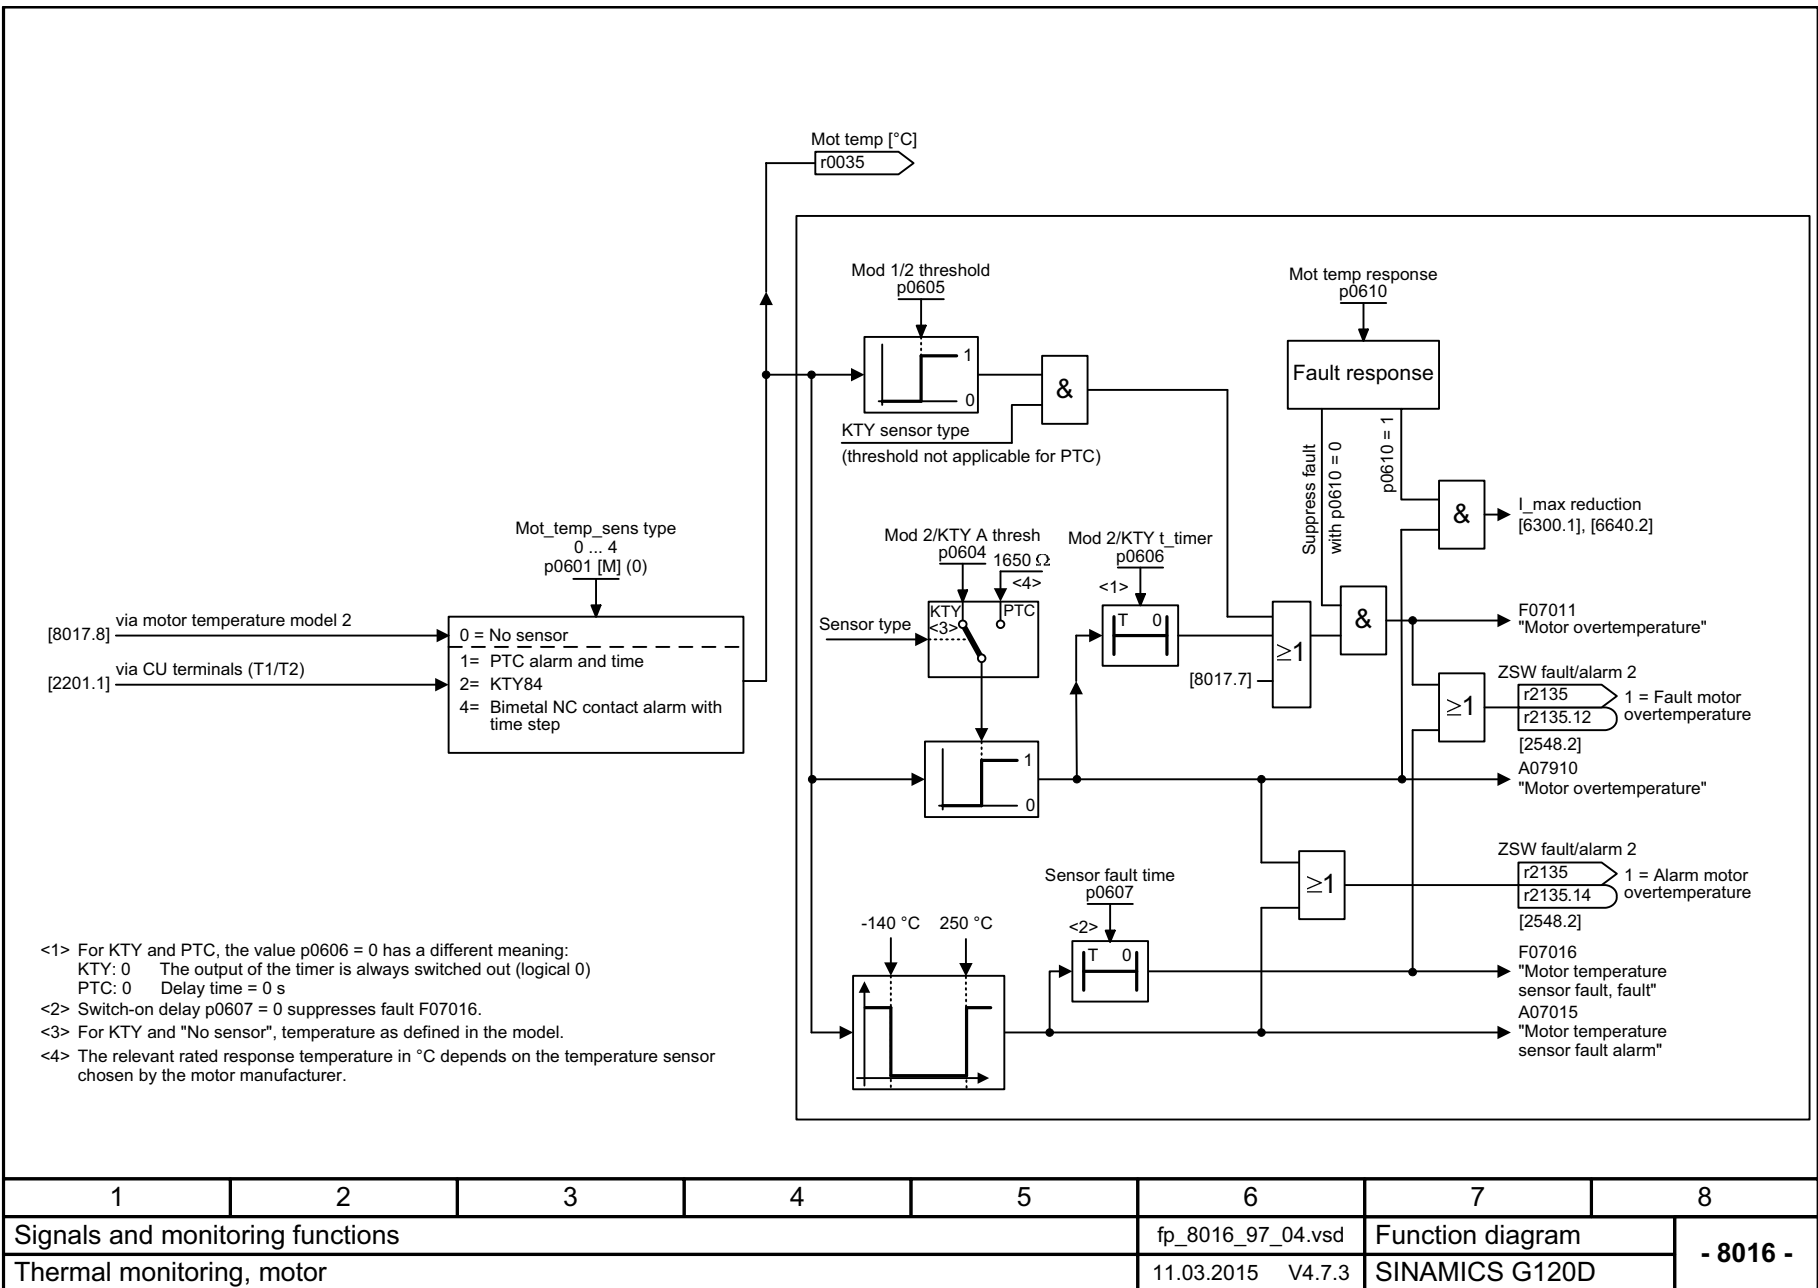 Mot temp [°C]
r0035
Mod 1/2 threshold
p0605
1
0
&
KTY sensor type
(threshold not applicable for PTC)
Mot temp response
p0610
Fault response
Suppress fault
with p0610 = 0
p0610 = 1
&
I_max reduction
[6300.1], [6640.2]
Mot_temp_sens type
0 ... 4
p0601 [M] (0)
[8017.8]
via motor temperature model 2
[2201.1]
via CU terminals (T1/T2)
0 = No sensor
1= PTC alarm and time
2= KTY84
4= Bimetal NC contact alarm with
time step
Mod 2/KTY A thresh
p0604
1650 Ω
<4>
Sensor type
KTY
<3>
PTC
Mod 2/KTY t_timer
p0606
<1>
T 0
[8017.7]
≥1
&
F07011
"Motor overtemperature"
ZSW fault/alarm 2
≥1
r2135
r2135.12
1 = Fault motor
overtemperature
[2548.2]
1
0
A07910
"Motor overtemperature"
ZSW fault/alarm 2
≥1
r2135
r2135.14
1 = Alarm motor
overtemperature
[2548.2]
Sensor fault time
p0607
<2>
T 0
-140 °C 250 °C
F07016
"Motor temperature
sensor fault, fault"
A07015
"Motor temperature
sensor fault alarm"
<1> For KTY and PTC, the value p0606 = 0 has a different meaning:
KTY: 0 The output of the timer is always switched out (logical 0)
PTC: 0 Delay time = 0 s
<2> Switch-on delay p0607 = 0 suppresses fault F07016.
<3> For KTY and "No sensor", temperature as defined in the model.
<4> The relevant rated response temperature in °C depends on the temperature sensor
chosen by the motor manufacturer.
1 2 3 4 5 6 7 8
Signals and monitoring functions
fp_8016_97_04.vsd
Function diagram
- 8016 -
Thermal monitoring, motor
11.03.2015 V4.7.3
SINAMICS G120D